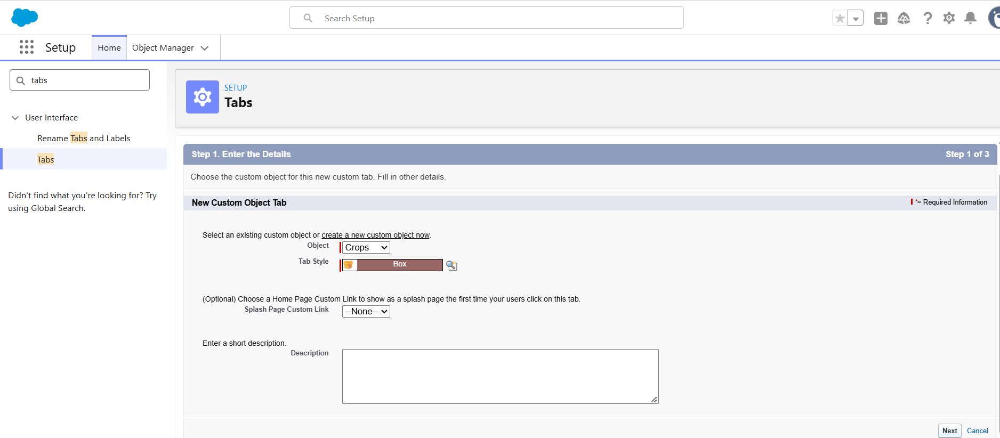 Search Setup
Setup
Home
Object Manager
tabs
User Interface
Rename Tabs and Labels
Tabs
Didn't find what you're looking for? Try
using Global Search.
SETUP
Tabs
Step 1. Enter the Details
Step 1 of 3
Choose the custom object for this new custom tab. Fill in other details.
New Custom Object Tab
*= Required Information
Select an existing custom object or create a new custom object now.
Object
Crops
Tab Style
Box
(Optional) Choose a Home Page Custom Link to show as a splash page the first time your users click on this tab.
Splash Page Custom Link
--None--
Enter a short description.
Description
Next
Cancel